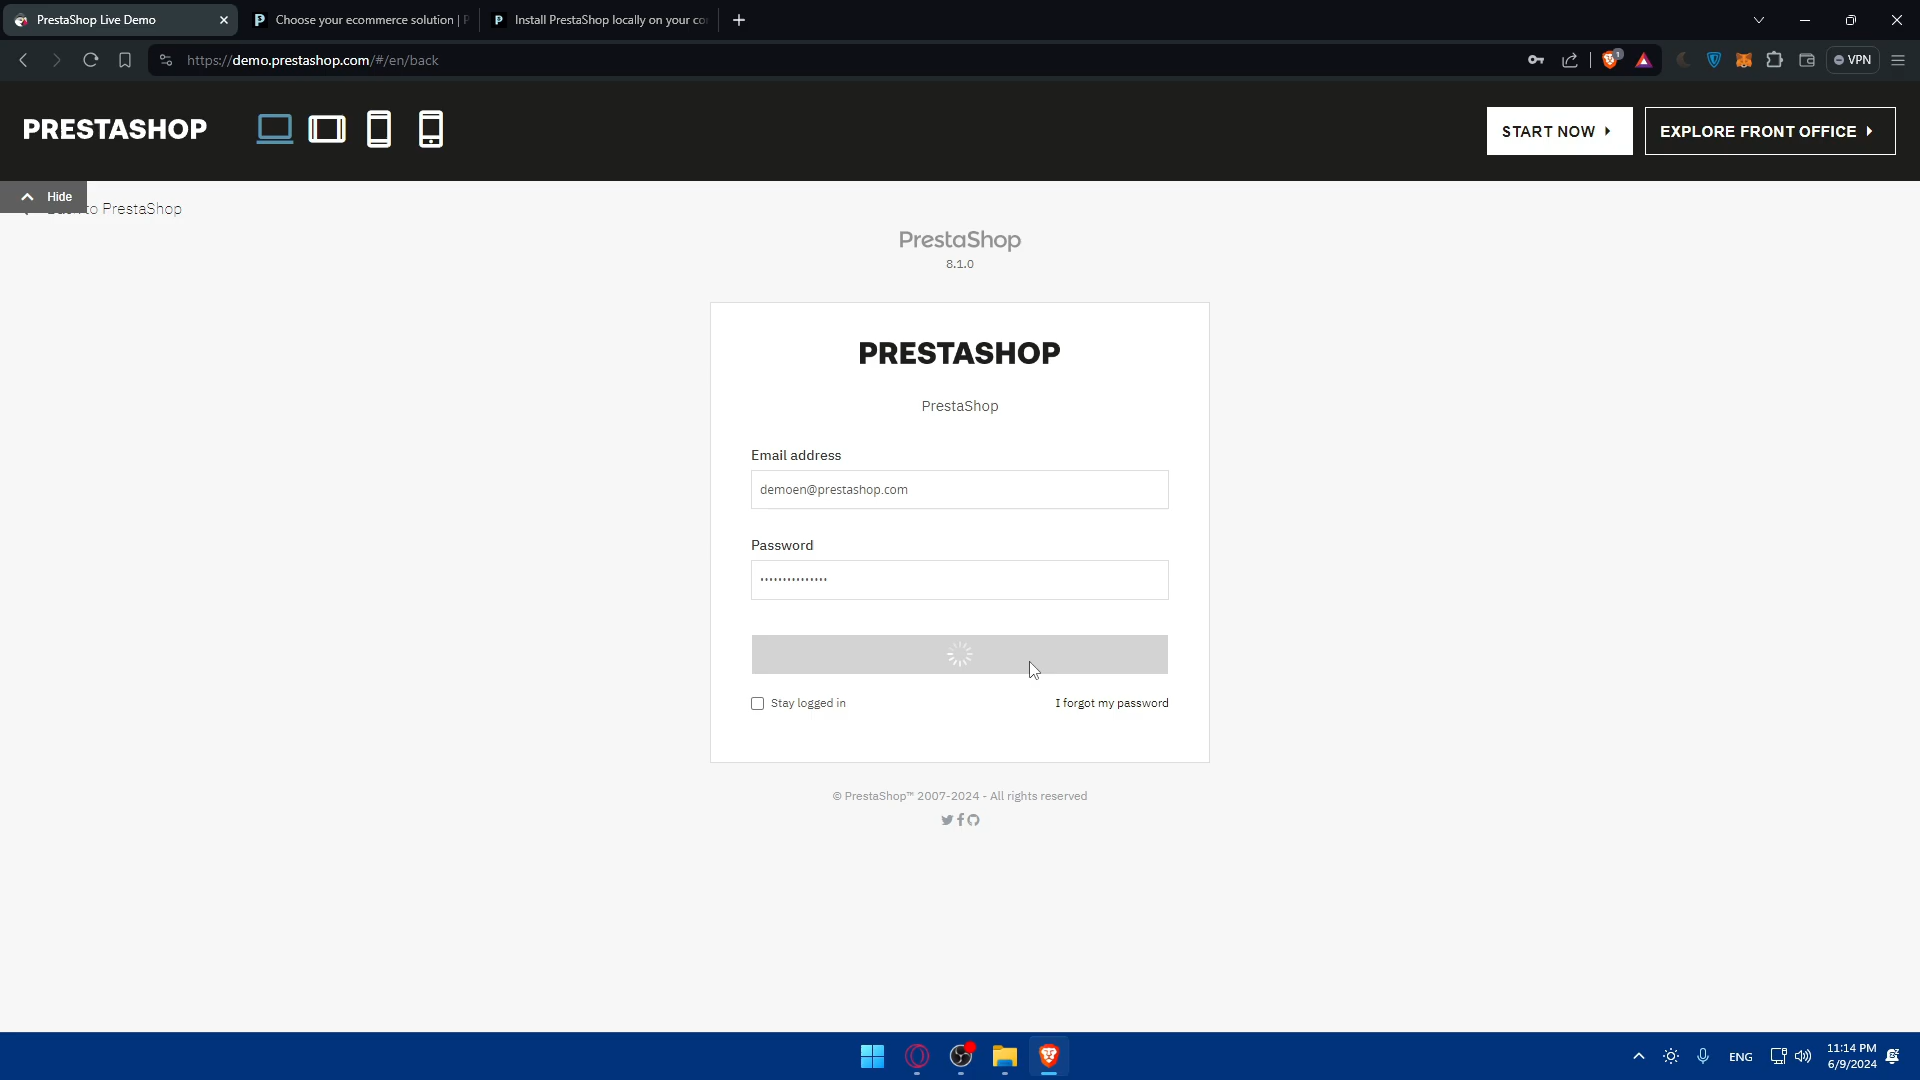 PrestaShop Live Demo
Choose your ecommerce solution | P
Install PrestaShop locally on your co
https://demo.prestashop.com/#/en/back
1
VPN
PRESTASHOP
START NOW
EXPLORE FRONT OFFICE
Hide
to PrestaShop
PrestaShop
8.1.0
PRESTASHOP
PrestaShop
Email address
demoen@prestashop.com
Password
•••••••••••••••
Stay logged in
I forgot my password
© PrestaShop™ 2007-2024 - All rights reserved
ENG
11:14 PM
6/9/2024